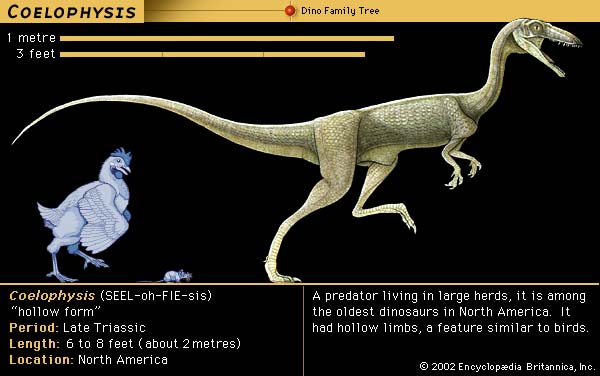 COELOPHYSIS
Dino Family Tree
1 metre
3 feet
Coelophysis (SEEL-oh-FIE-sis)
“hollow form”
Period: Late Triassic
Length: 6 to 8 feet (about 2 metres)
Location: North America
A predator living in large herds, it is among
the oldest dinosaurs in North America. It
had hollow limbs, a feature similar to birds.
© 2002 Encyclopædia Britannica, Inc.